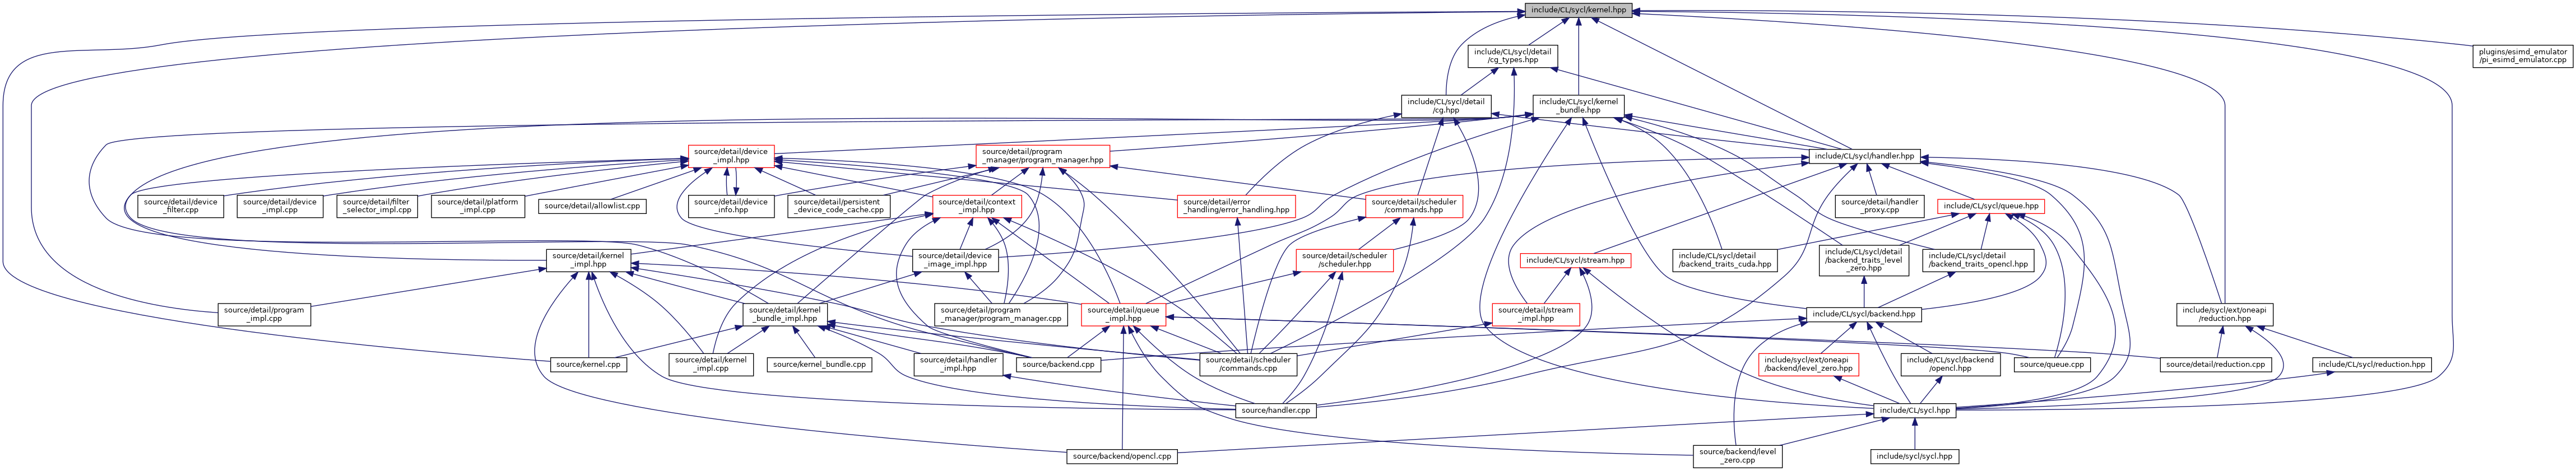 include/CL/sycl/kernel.hpp
include/CL/sycl/detail
/cg_types.hpp
plugins/esimd_emulator
/pi_esimd_emulator.cpp
include/CL/sycl/detail
/cg.hpp
include/CL/sycl/kernel
_bundle.hpp
source/detail/device
_impl.hpp
source/detail/program
_manager/program_manager.hpp
include/CL/sycl/handler.hpp
source/detail/device
_filter.cpp
source/detail/device
_impl.cpp
source/detail/filter
_selector_impl.cpp
source/detail/platform
_impl.cpp
source/detail/allowlist.cpp
source/detail/device
_info.hpp
source/detail/persistent
_device_code_cache.cpp
source/detail/context
_impl.hpp
source/detail/error
_handling/error_handling.hpp
source/detail/scheduler
/commands.hpp
source/detail/handler
_proxy.cpp
include/CL/sycl/queue.hpp
source/detail/kernel
_impl.hpp
source/detail/device
_image_impl.hpp
source/detail/scheduler
/scheduler.hpp
include/CL/sycl/stream.hpp
include/CL/sycl/detail
/backend_traits_cuda.hpp
include/CL/sycl/detail
/backend_traits_level
_zero.hpp
include/CL/sycl/detail
/backend_traits_opencl.hpp
source/detail/program
_impl.cpp
source/detail/kernel
_bundle_impl.hpp
source/detail/program
_manager/program_manager.cpp
source/detail/queue
_impl.hpp
source/detail/stream
_impl.hpp
include/CL/sycl/backend.hpp
include/sycl/ext/oneapi
/reduction.hpp
source/kernel.cpp
source/detail/kernel
_impl.cpp
source/kernel_bundle.cpp
source/detail/handler
_impl.hpp
source/backend.cpp
source/detail/scheduler
/commands.cpp
include/sycl/ext/oneapi
/backend/level_zero.hpp
include/CL/sycl/backend
/opencl.hpp
source/queue.cpp
source/detail/reduction.cpp
include/CL/sycl/reduction.hpp
source/handler.cpp
include/CL/sycl.hpp
source/backend/opencl.cpp
source/backend/level
_zero.cpp
include/sycl/sycl.hpp